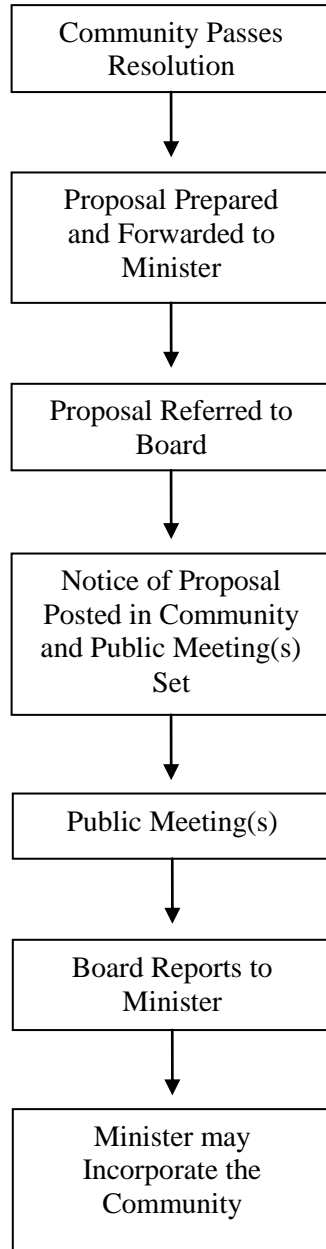 Community Passes
Resolution
Proposal Prepared
and Forwarded to
Minister
Proposal Referred to
Board
Notice of Proposal
Posted in Community
and Public Meeting(s)
Set
Public Meeting(s)
Board Reports to
Minister
Minister may
Incorporate the
Community